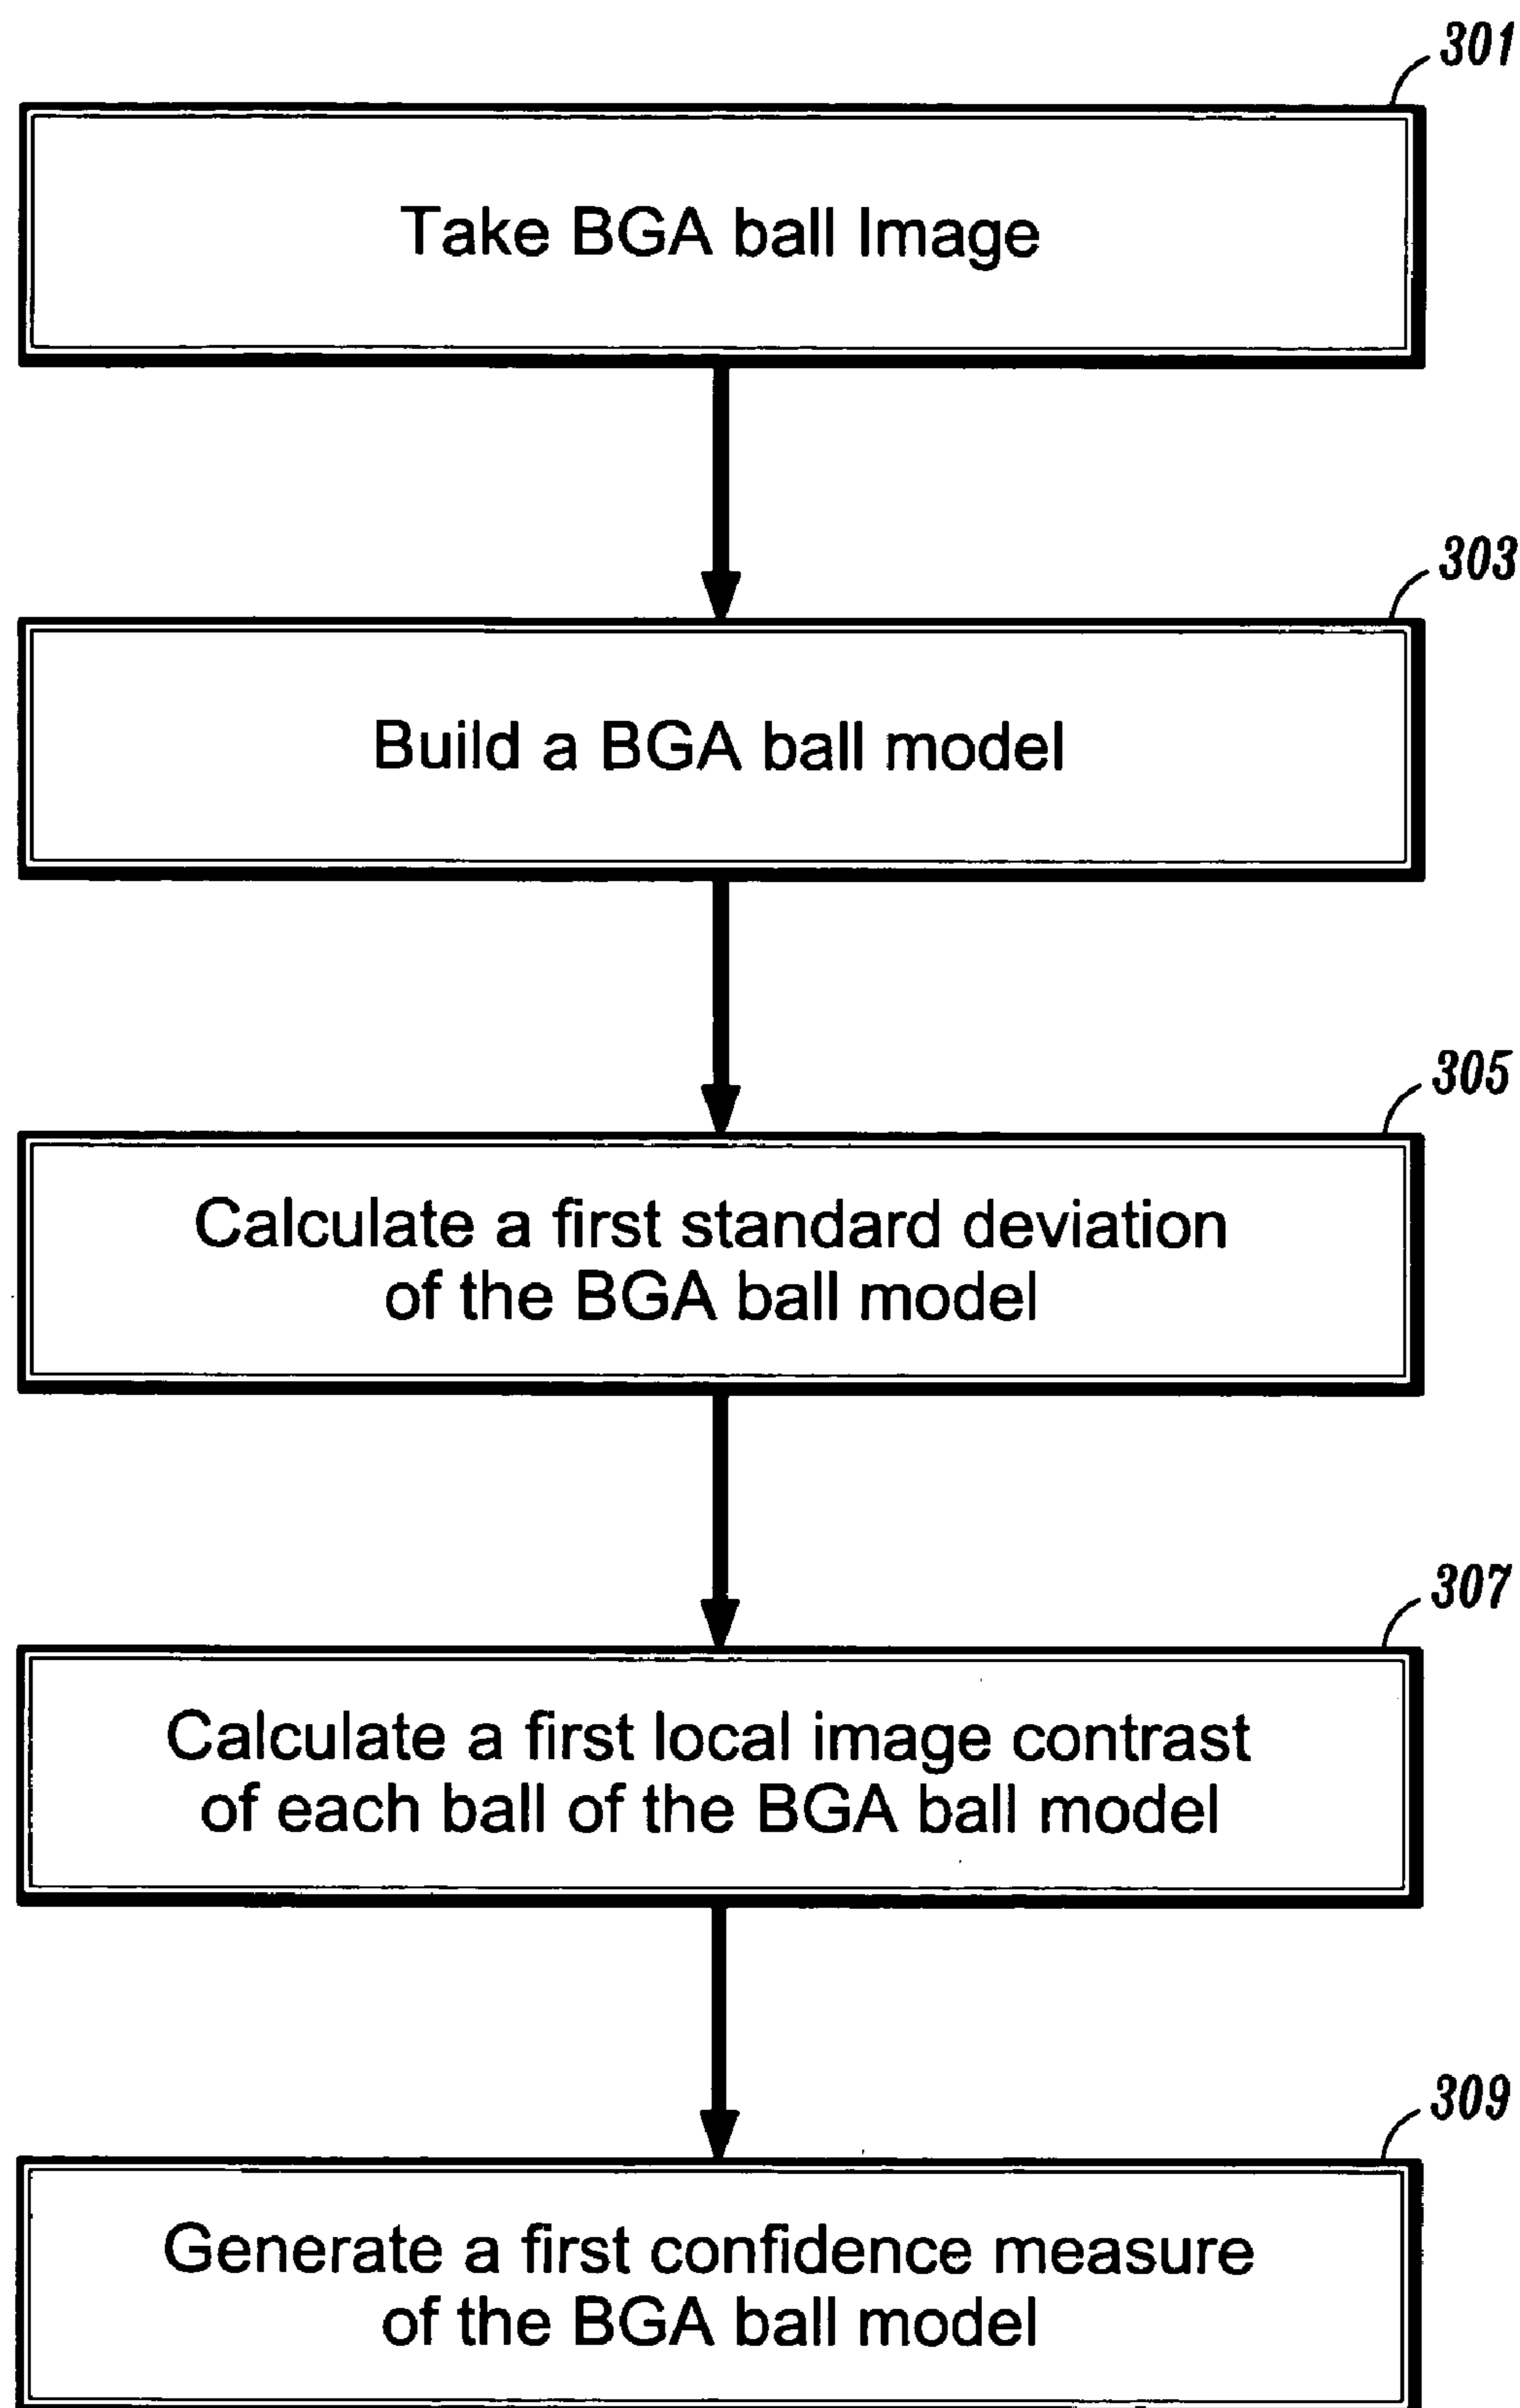 301
Take BGA ball Image
303
Build a BGA ball model
305
Calculate a first standard deviation
of the BGA ball model
307
Calculate a first local image contrast
of each ball of the BGA ball model
309
Generate a first confidence measure
of the BGA ball model